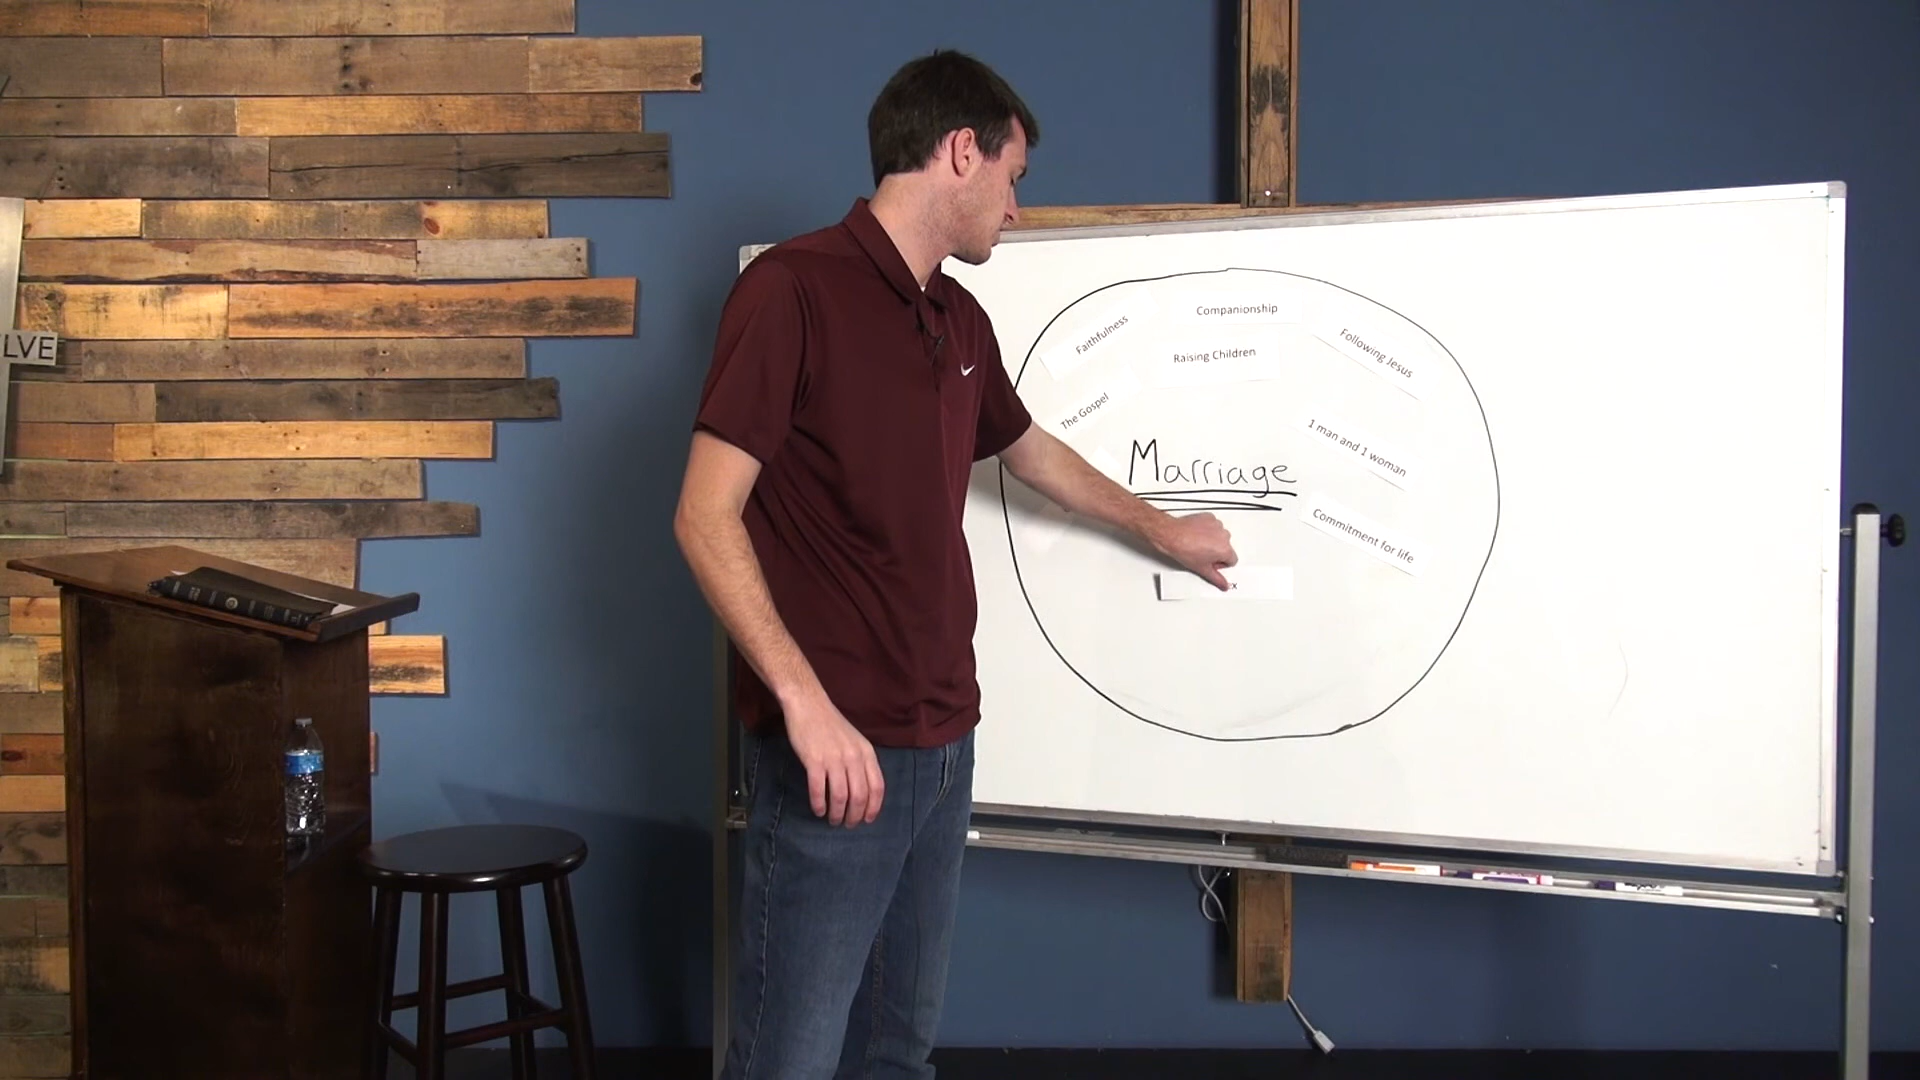 LVE
Companionship
Faithfulness
Following Jesus
Raising Children
The Gospel
1 man and 1 woman
Marriage
Commitment for life